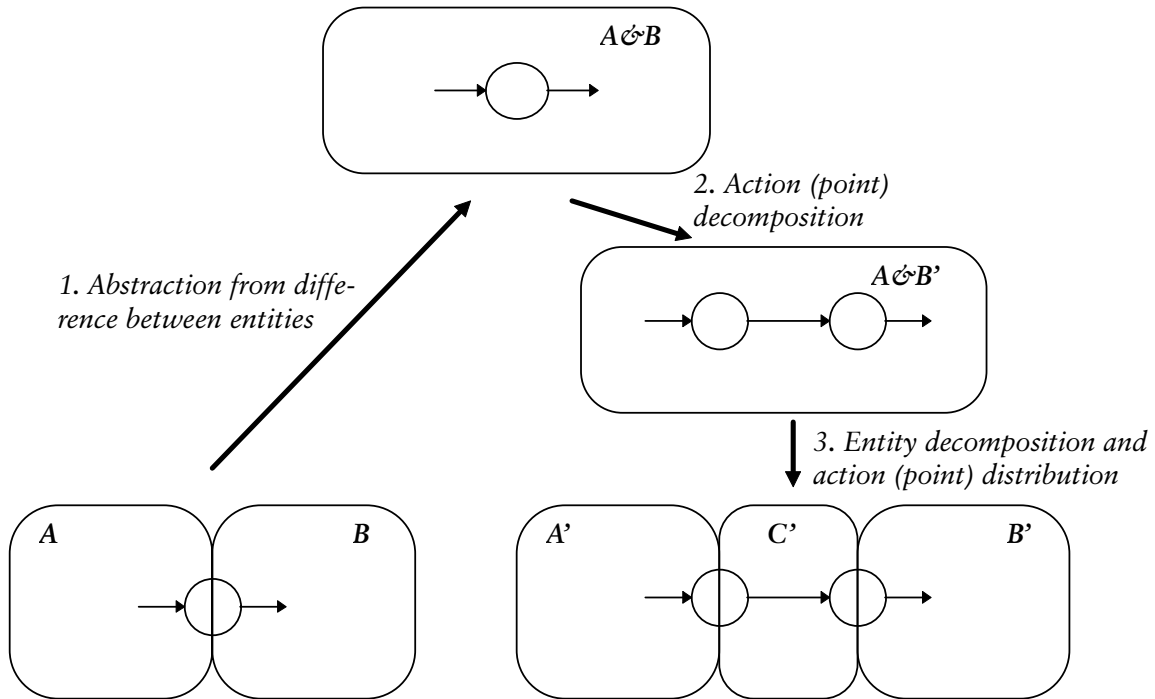 A&B
2. Action (point)
decomposition
A&B’
1. Abstraction from diffe-
rence between entities
3. Entity decomposition and
action (point) distribution
A
B
A’
C’
B’